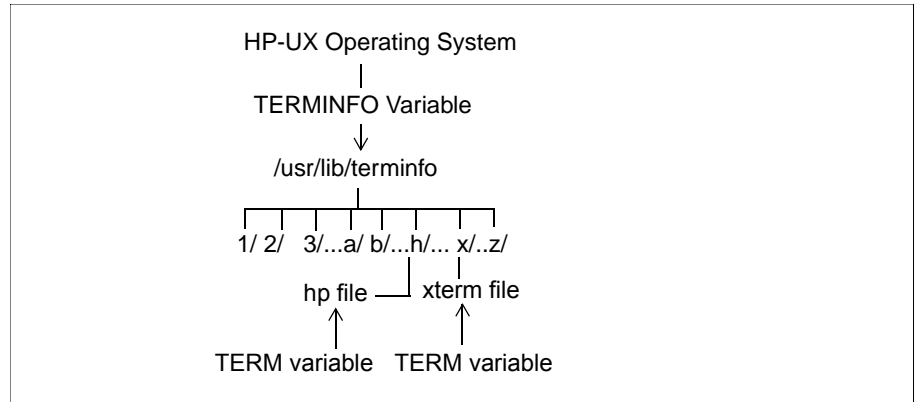 HP-UX Operating System
TERMINFO Variable
/usr/lib/terminfo
1/ 2/ 3/...a/ b/...h/... x/..z/
hp file xterm file
TERM variable TERM variable